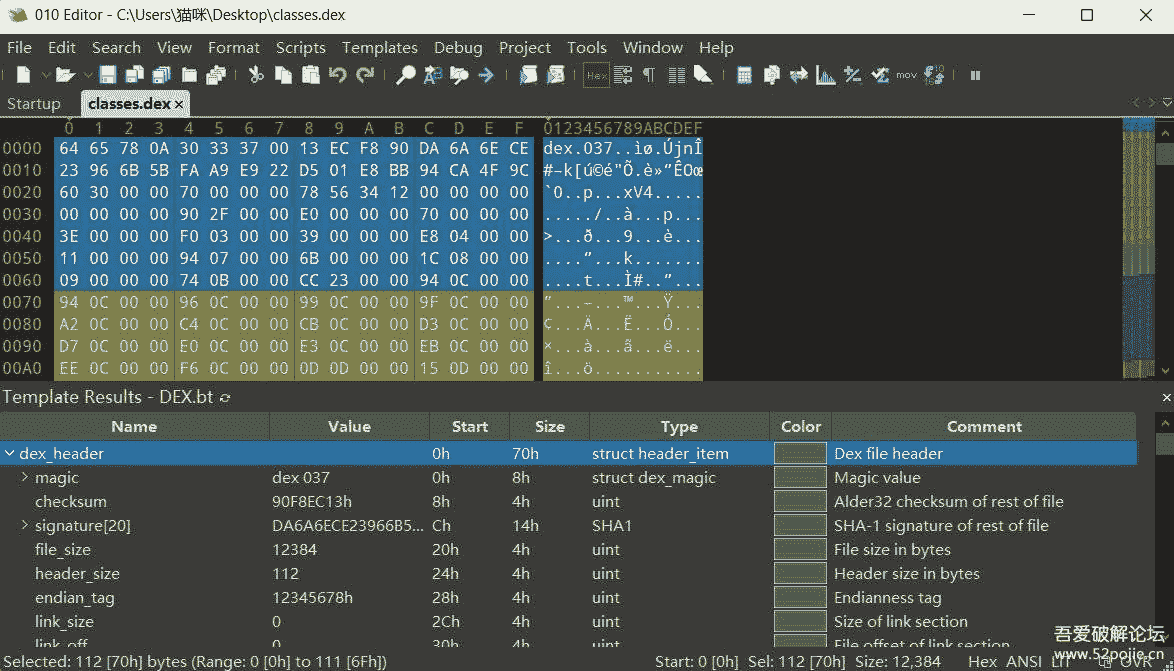 010 Editor - C:\Users\猫咪\Desktop\classes.dex
File Edit Search View Format Scripts Templates Debug Project Tools Window Help
Hex mov
Startup classes.dex ×
0 1 2 3 4 5 6 7 8 9 A B C D E F 0123456789ABCDEF
0000 64 65 78 0A 30 33 37 00 13 EC F8 90 DA 6A 6E CE dex.037..ìø.ÚjnÎ
0010 23 96 6B 5B FA A9 E9 22 D5 01 E8 BB 94 CA 4F 9C #–k[ú©é"Õ.è»”ÊOœ
0020 60 30 00 00 70 00 00 00 78 56 34 12 00 00 00 00 `0..p...xV4.....
0030 00 00 00 00 90 2F 00 00 E0 00 00 00 70 00 00 00 ...../..à...p...
0040 3E 00 00 00 F0 03 00 00 39 00 00 00 E8 04 00 00 >...ð...9...è...
0050 11 00 00 00 94 07 00 00 6B 00 00 00 1C 08 00 00 ....”...k.......
0060 09 00 00 00 74 0B 00 00 CC 23 00 00 94 0C 00 00 ....t...Ì#..”...
0070 94 0C 00 00 96 0C 00 00 99 0C 00 00 9F 0C 00 00 ”...–...™...Ÿ...
0080 A2 0C 00 00 C4 0C 00 00 CB 0C 00 00 D3 0C 00 00 ¢...Ä...Ë...Ó...
0090 D7 0C 00 00 E0 0C 00 00 E3 0C 00 00 EB 0C 00 00 ×...à...ã...ë...
00A0 EE 0C 00 00 F6 0C 00 00 0D 0D 00 00 15 0D 00 00 î...ö...........
Template Results - DEX.bt
Name Value Start Size Type Color Comment
dex_header 0h 70h struct header_item Dex file header
magic dex 037 0h 8h struct dex_magic Magic value
checksum 90F8EC13h 8h 4h uint Alder32 checksum of rest of file
signature[20] DA6A6ECE23966B5... Ch 14h SHA1 SHA-1 signature of rest of file
file_size 12384 20h 4h uint File size in bytes
header_size 112 24h 4h uint Header size in bytes
endian_tag 12345678h 28h 4h uint Endianness tag
link_size 0 2Ch 4h uint Size of link section
link_off 0 30h 4h uint File offset of link section
吾爱破解论坛
www.52pojie.cn
Selected: 112 [70h] bytes (Range: 0 [0h] to 111 [6Fh]) Start: 0 [0h] Sel: 112 [70h] Size: 12,384 Hex ANSI LIT OVR